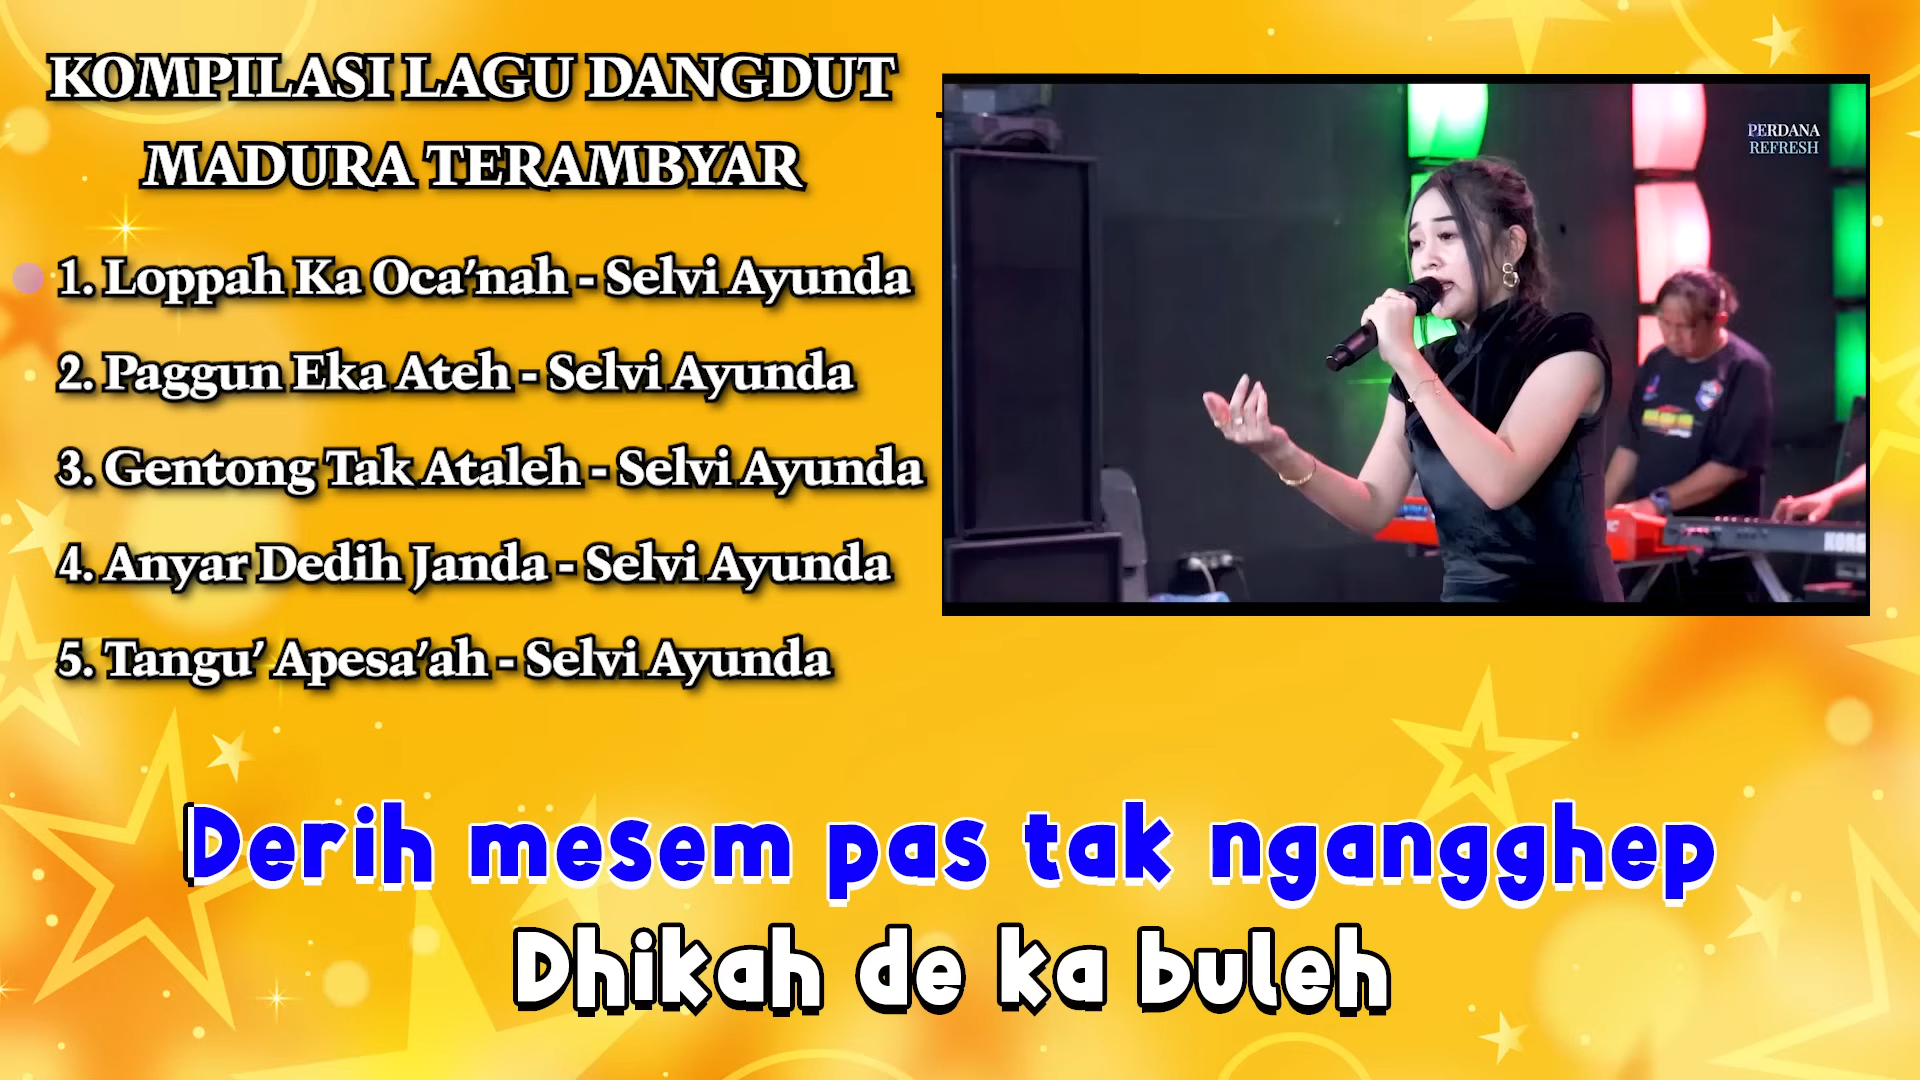 KOMPILASI LAGU DANGDUT
MADURA TERAMBYAR
1. Loppah Ka Oca'nah - Selvi Ayunda
2. Paggun Eka Ateh - Selvi Ayunda
3. Gentong Tak Ataleh - Selvi Ayunda
4. Anyar Dedih Janda - Selvi Ayunda
5. Tangu' Apesa'ah - Selvi Ayunda
PERDANA
REFRESH
KORG
Derih mesem pas tak ngangghep
Dhikah de ka buleh